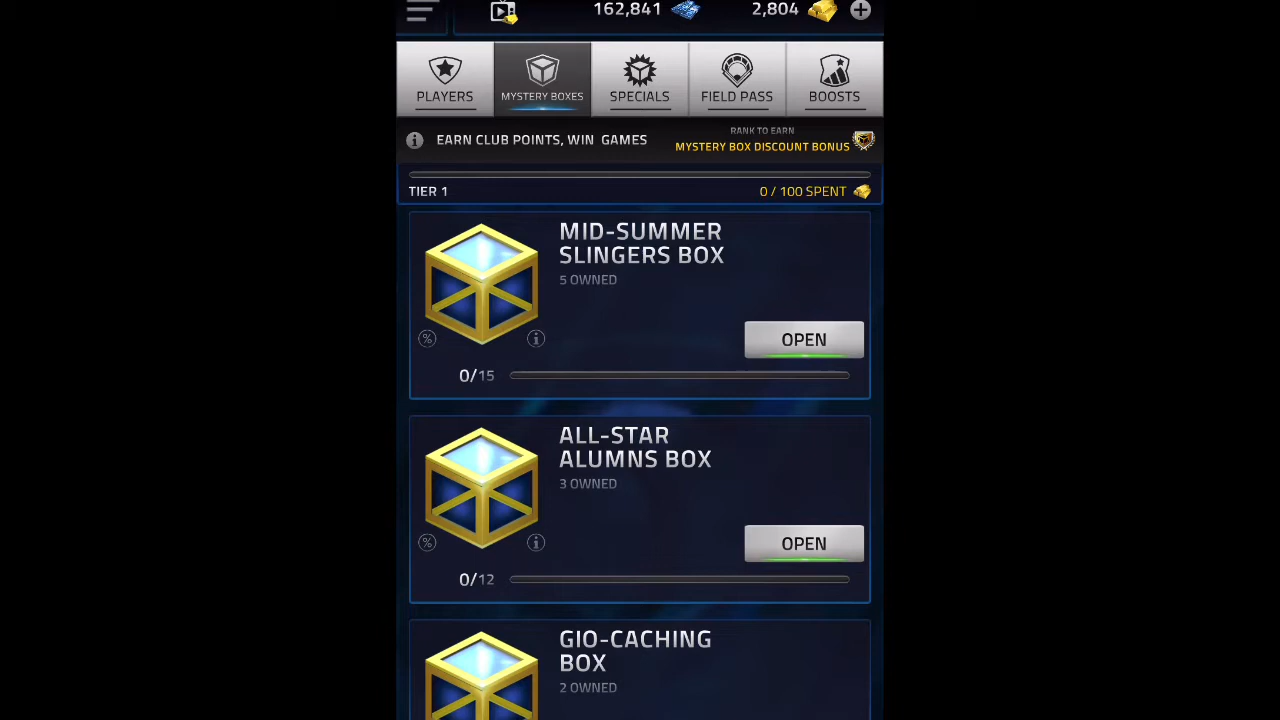 162,841 2,804
PLAYERS MYSTERY BOXES SPECIALS FIELD PASS BOOSTS
EARN CLUB POINTS, WIN GAMES
RANK TO EARN
MYSTERY BOX DISCOUNT BONUS
TIER 1 0 / 100 SPENT
MID-SUMMER
SLINGERS BOX
5 OWNED
% i
OPEN
0/15
ALL-STAR
ALUMNS BOX
3 OWNED
% i
OPEN
0/12
GIO-CACHING
BOX
2 OWNED